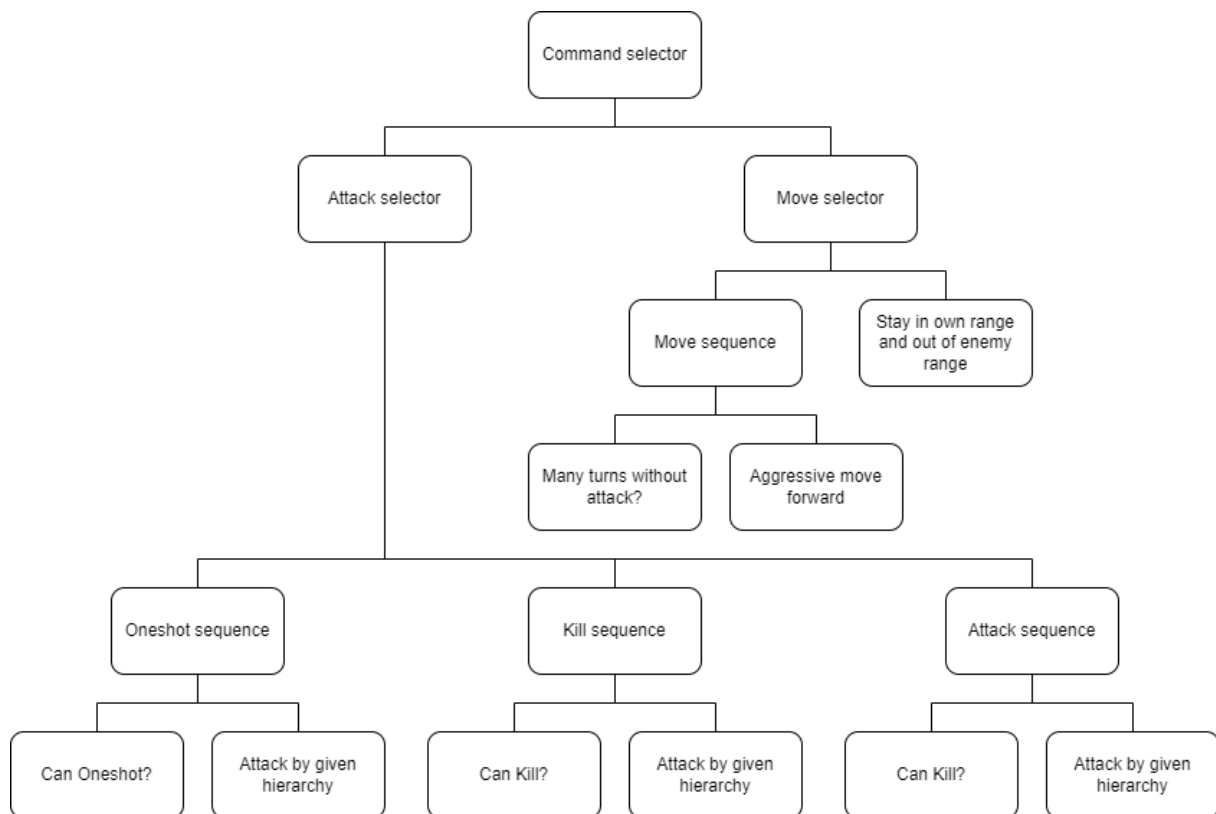 Command selector
Attack selector
Move selector
Move sequence
Stay in own range
and out of enemy
range
Many turns without
attack?
Aggressive move
forward
Oneshot sequence
Kill sequence
Attack sequence
Can Oneshot?
Attack by given
hierarchy
Can Kill?
Attack by given
hierarchy
Can Kill?
Attack by given
hierarchy